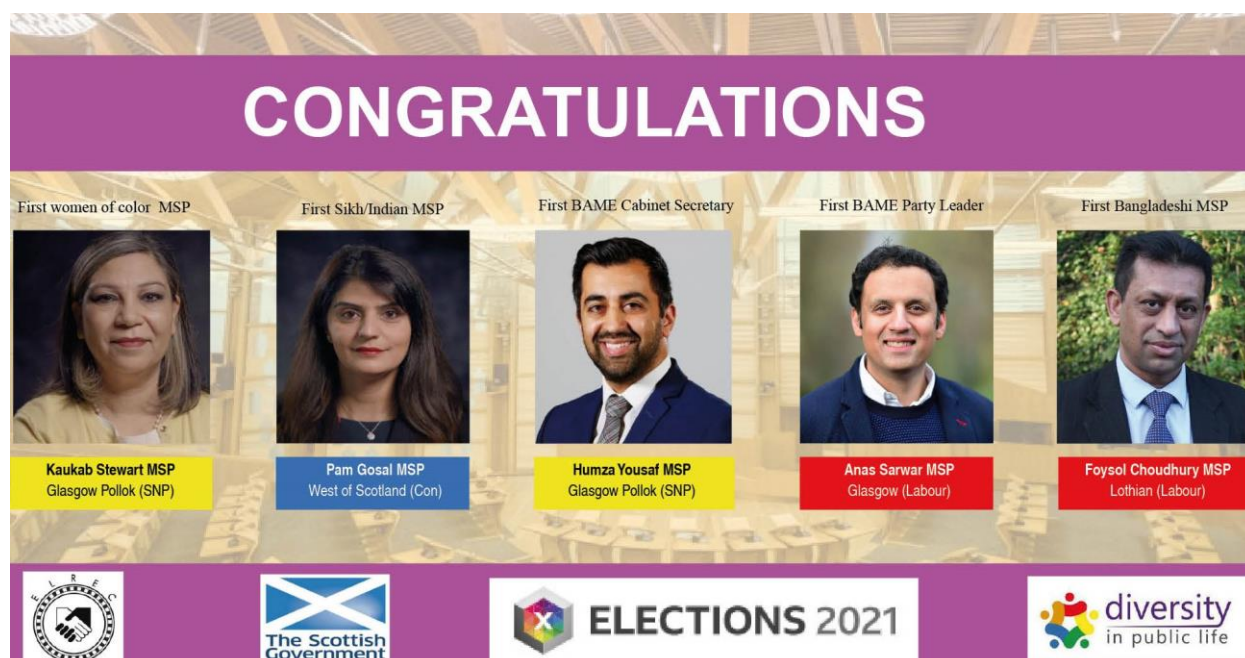 CONGRATULATIONS
First women of color MSP
First Sikh/Indian MSP
First BAME Cabinet Secretary
First BAME Party Leader
First Bangladeshi MSP
Kaukab Stewart MSP
Glasgow Pollok (SNP)
Pam Gosal MSP
West of Scotland (Con)
Humza Yousaf MSP
Glasgow Pollok (SNP)
Anas Sarwar MSP
Glasgow (Labour)
Foysol Choudhury MSP
Lothian (Labour)
ELREC
The Scottish
Government
X
ELECTIONS 2021
diversity
in public life